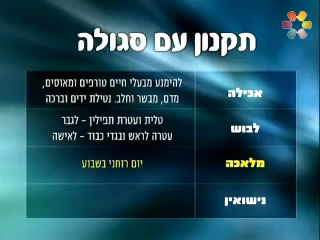 תקנון עם סגולה
אכילה
להימנע מבעלי חיים טורפים ומאוסים,
מדם, מבשר וחלב. נטילת ידים וברכה
לבוש
טלית ועטרת תפילין – לגבר
עטרה לראש ובגדי כבוד – לאישה
מלאכה
יום רוחני בשבוע
נישואין